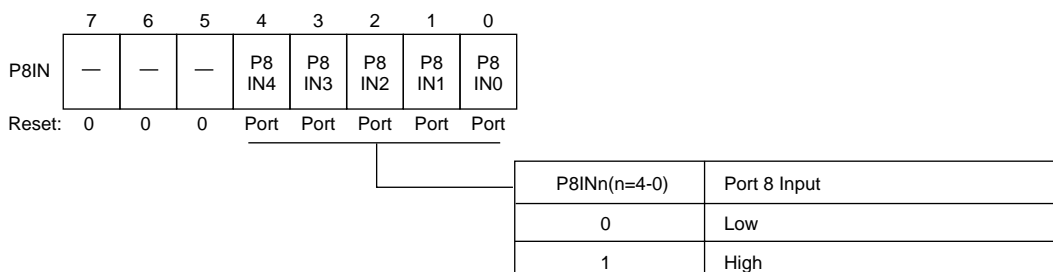 7 6 5 4 3 2 1 0
P8IN — — — P8 IN4 P8 IN3 P8 IN2 P8 IN1 P8 IN0
Reset: 0 0 0 Port Port Port Port Port
P8INn(n=4-0) Port 8 Input
0 Low
1 High